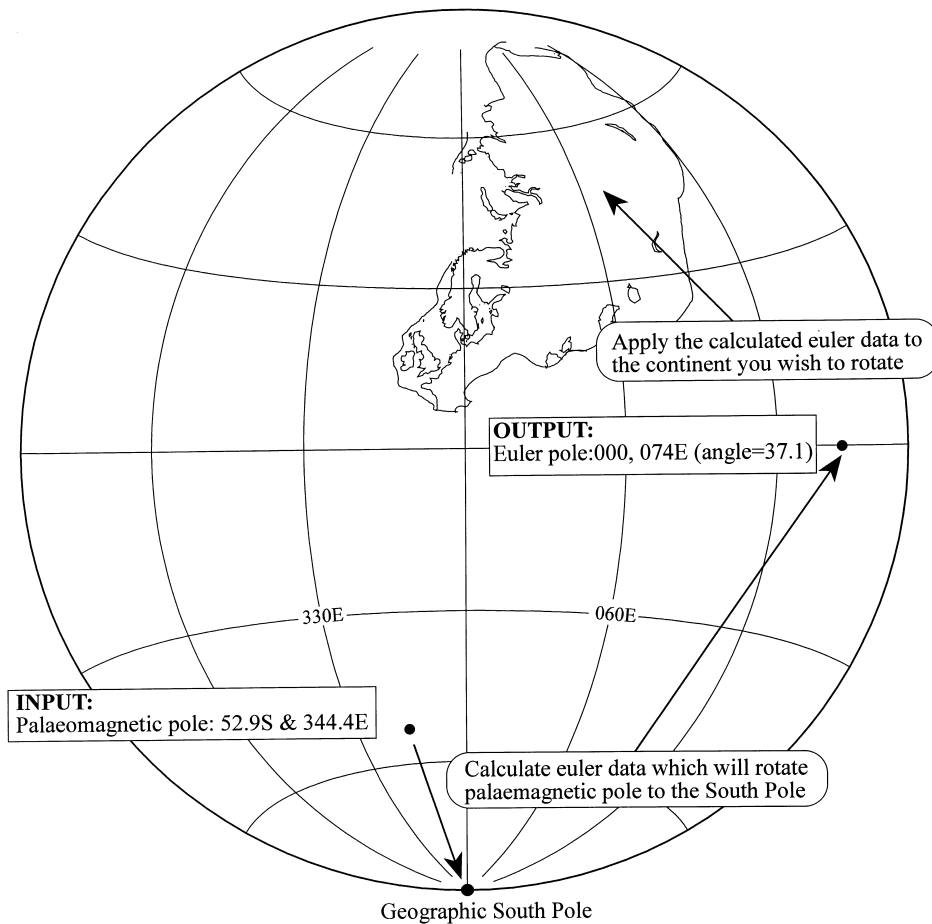 Apply the calculated euler data to
the continent you wish to rotate
OUTPUT:
Euler pole:000, 074E (angle=37.1)
330E
060E
INPUT:
Palaeomagnetic pole: 52.9S & 344.4E
Calculate euler data which will rotate
palaemagnetic pole to the South Pole
Geographic South Pole